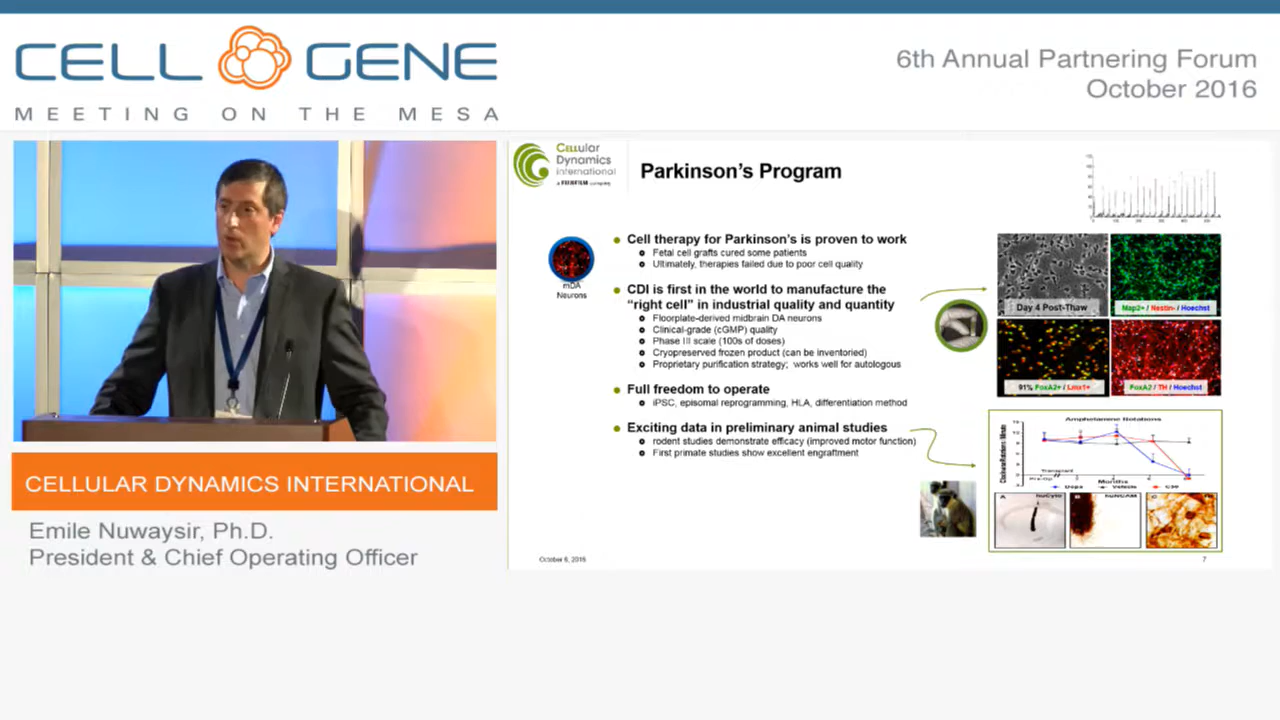 CELL GENE
MEETING ON THE MESA
6th Annual Partnering Forum
October 2016
Cellular
Dynamics
international
a FUJIFILM company
Parkinson's Program
mDA
Neurons
Cell therapy for Parkinson's is proven to work
Fetal cell grafts cured some patients
Ultimately, therapies failed due to poor cell quality
CDI is first in the world to manufacture the
"right cell" in industrial quality and quantity
Floorplate-derived midbrain DA neurons
Clinical-grade (cGMP) quality
Phase III scale (100s of doses)
Cryopreserved frozen product (can be inventoried)
Proprietary purification strategy; works well for autologous
Full freedom to operate
iPSC, episomal reprogramming, HLA, differentiation method
Exciting data in preliminary animal studies
rodent studies demonstrate efficacy (improved motor function)
First primate studies show excellent engraftment
Day 4 Post-Thaw
Map2+ / Nestin- / Hoechst
91% FoxA2+ / Lmx1+
FoxA2 / TH / Hoechst
Amphetamine Rotations
Transplant
Months
Vehicle
A
huNCAM
October 6, 2016
7
CELLULAR DYNAMICS INTERNATIONAL
Emile Nuwaysir, Ph.D.
President & Chief Operating Officer